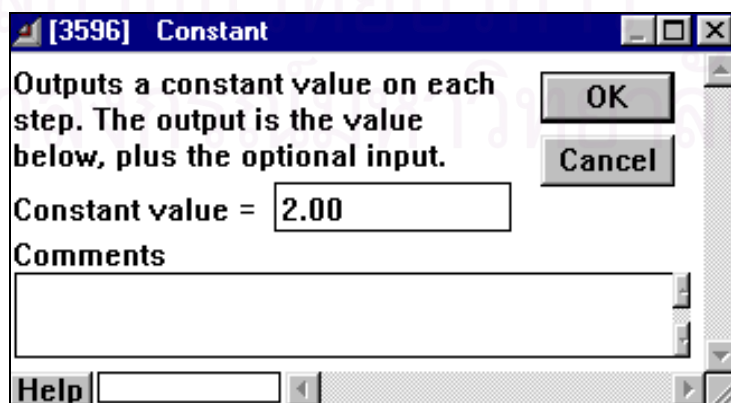 [3596] Constant
Outputs a constant value on each
step. The output is the value
below, plus the optional input.
OK
Cancel
Constant value = 2.00
Comments
Help